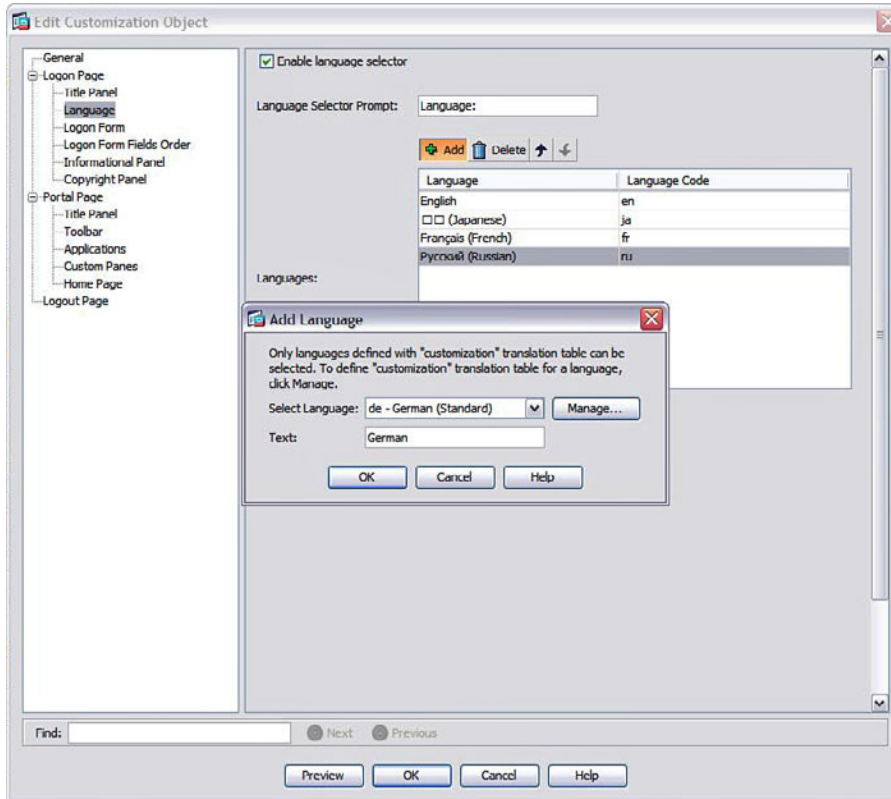 Edit Customization Object
General
Logon Page
Title Panel
Language
Logon Form
Logon Form Fields Order
Informational Panel
Copyright Panel
Portal Page
Title Panel
Toolbar
Applications
Custom Panes
Home Page
Logout Page
Enable language selector
Language Selector Prompt: Language:
Add Delete
Language Language Code
English en
□□ (Japanese) ja
Français (French) fr
Русский (Russian) ru
Languages:
Add Language
Only languages defined with "customization" translation table can be
selected. To define "customization" translation table for a language,
click Manage.
Select Language: de - German (Standard) Manage...
Text: German
OK Cancel Help
Find: Next Previous
Preview OK Cancel Help